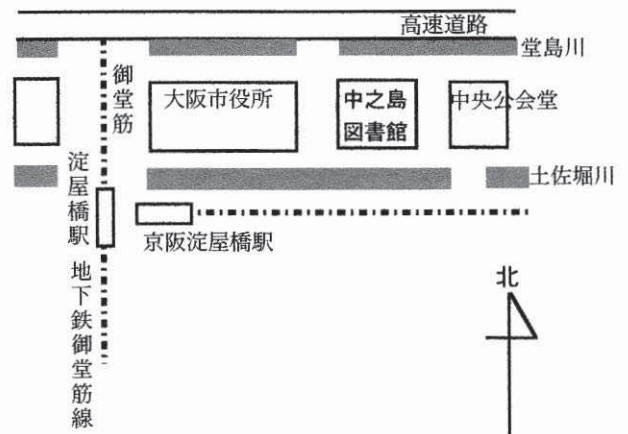 高速道路
堂島川
御堂筋
大阪市役所
中之島
図書館
中央公会堂
淀屋橋駅
土佐堀川
京阪淀屋橋駅
地下鉄御堂筋線
北